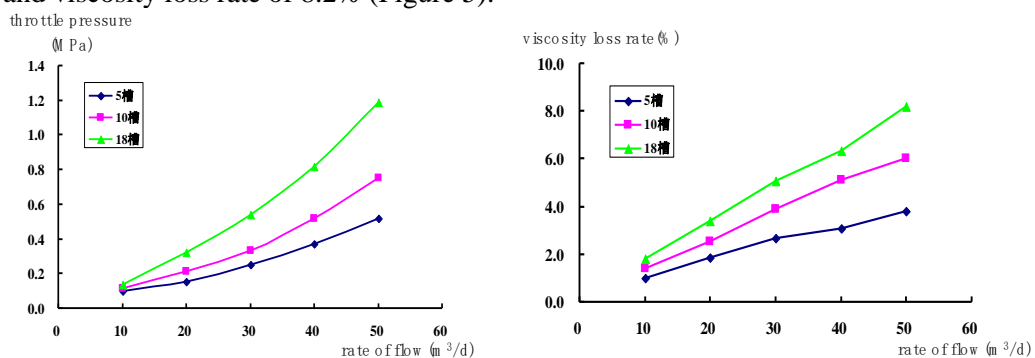 and viscosity loss rate of 8.2% (Figure 3).
throttle pressure
(M Pa)
1.4
1.2
1.0
0.8
0.6
0.4
0.2
0.0
5槽
10槽
18槽
0 10 20 30 40 50 60
rate of flow (m³/d)
viscosity loss rate(%)
10.0
8.0
6.0
4.0
2.0
0.0
5槽
10槽
18槽
0 10 20 30 40 50 60
rate of flow (m³/d)